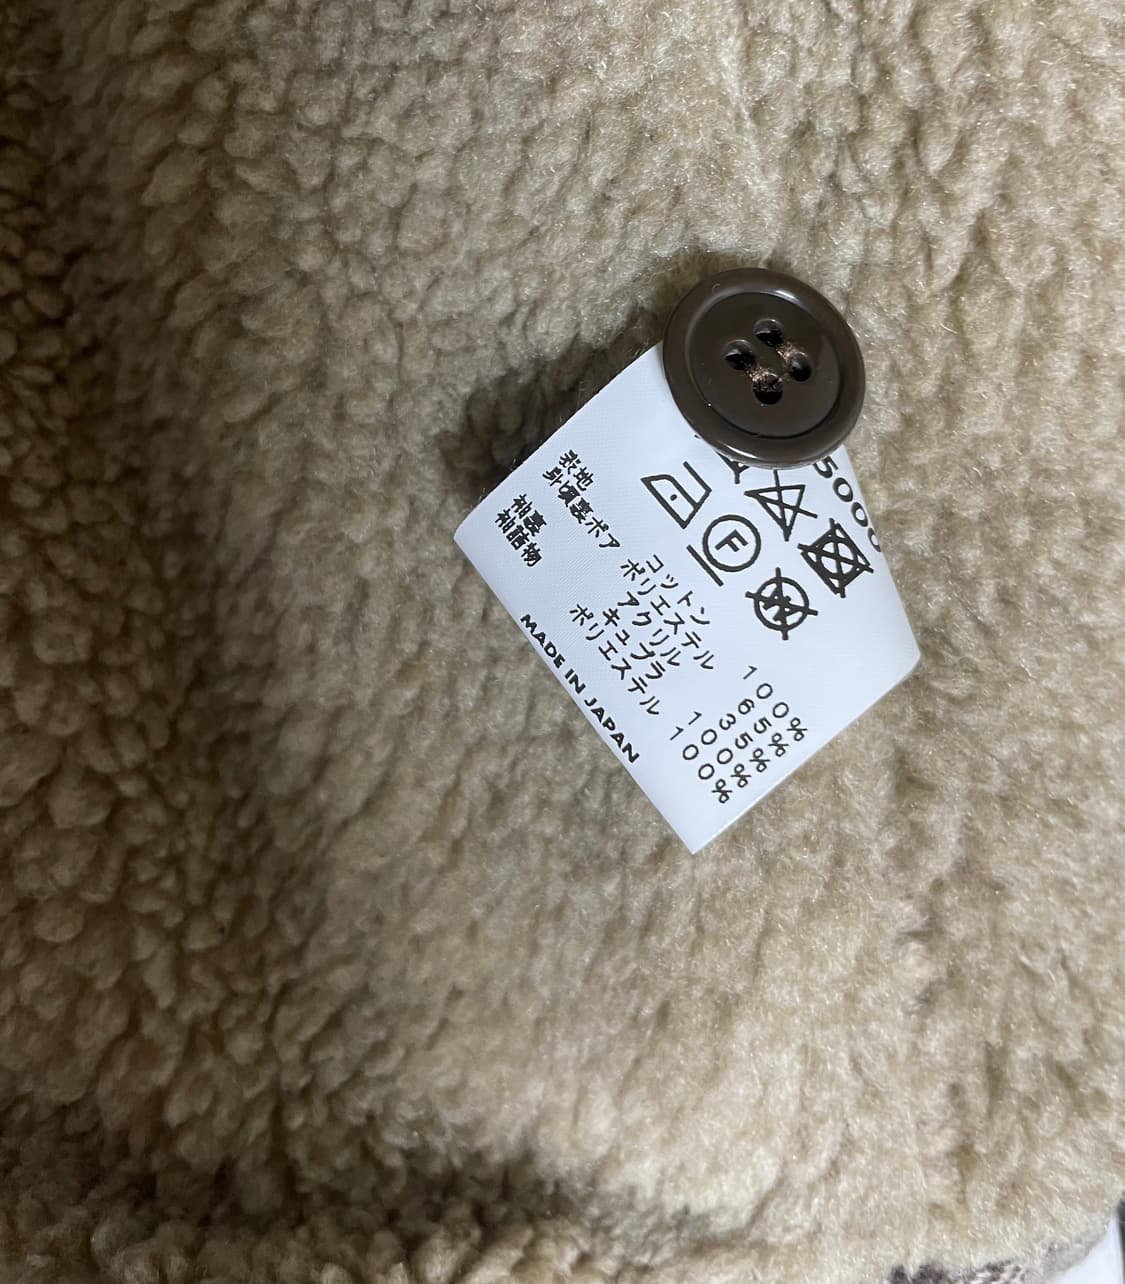 5000
F
W
表地 コットン 100%
身頃裏ボア ポリエステル 65%
アクリル 35%
袖裏 キュプラ 100%
袖詰物 ポリエステル 100%
MADE IN JAPAN